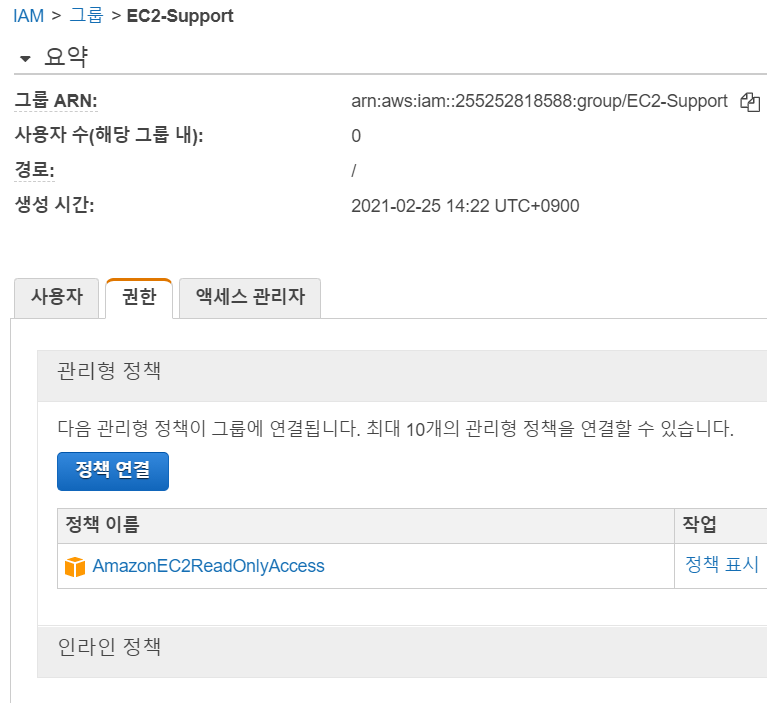 IAM > 그룹 > EC2-Support
요약
그룹 ARN: arn:aws:iam::255252818588:group/EC2-Support
사용자 수(해당 그룹 내): 0
경로: /
생성 시간: 2021-02-25 14:22 UTC+0900
사용자 권한 액세스 관리자
관리형 정책
다음 관리형 정책이 그룹에 연결됩니다. 최대 10개의 관리형 정책을 연결할 수 있습니다.
정책 연결
정책 이름 작업
AmazonEC2ReadOnlyAccess 정책 표시
인라인 정책